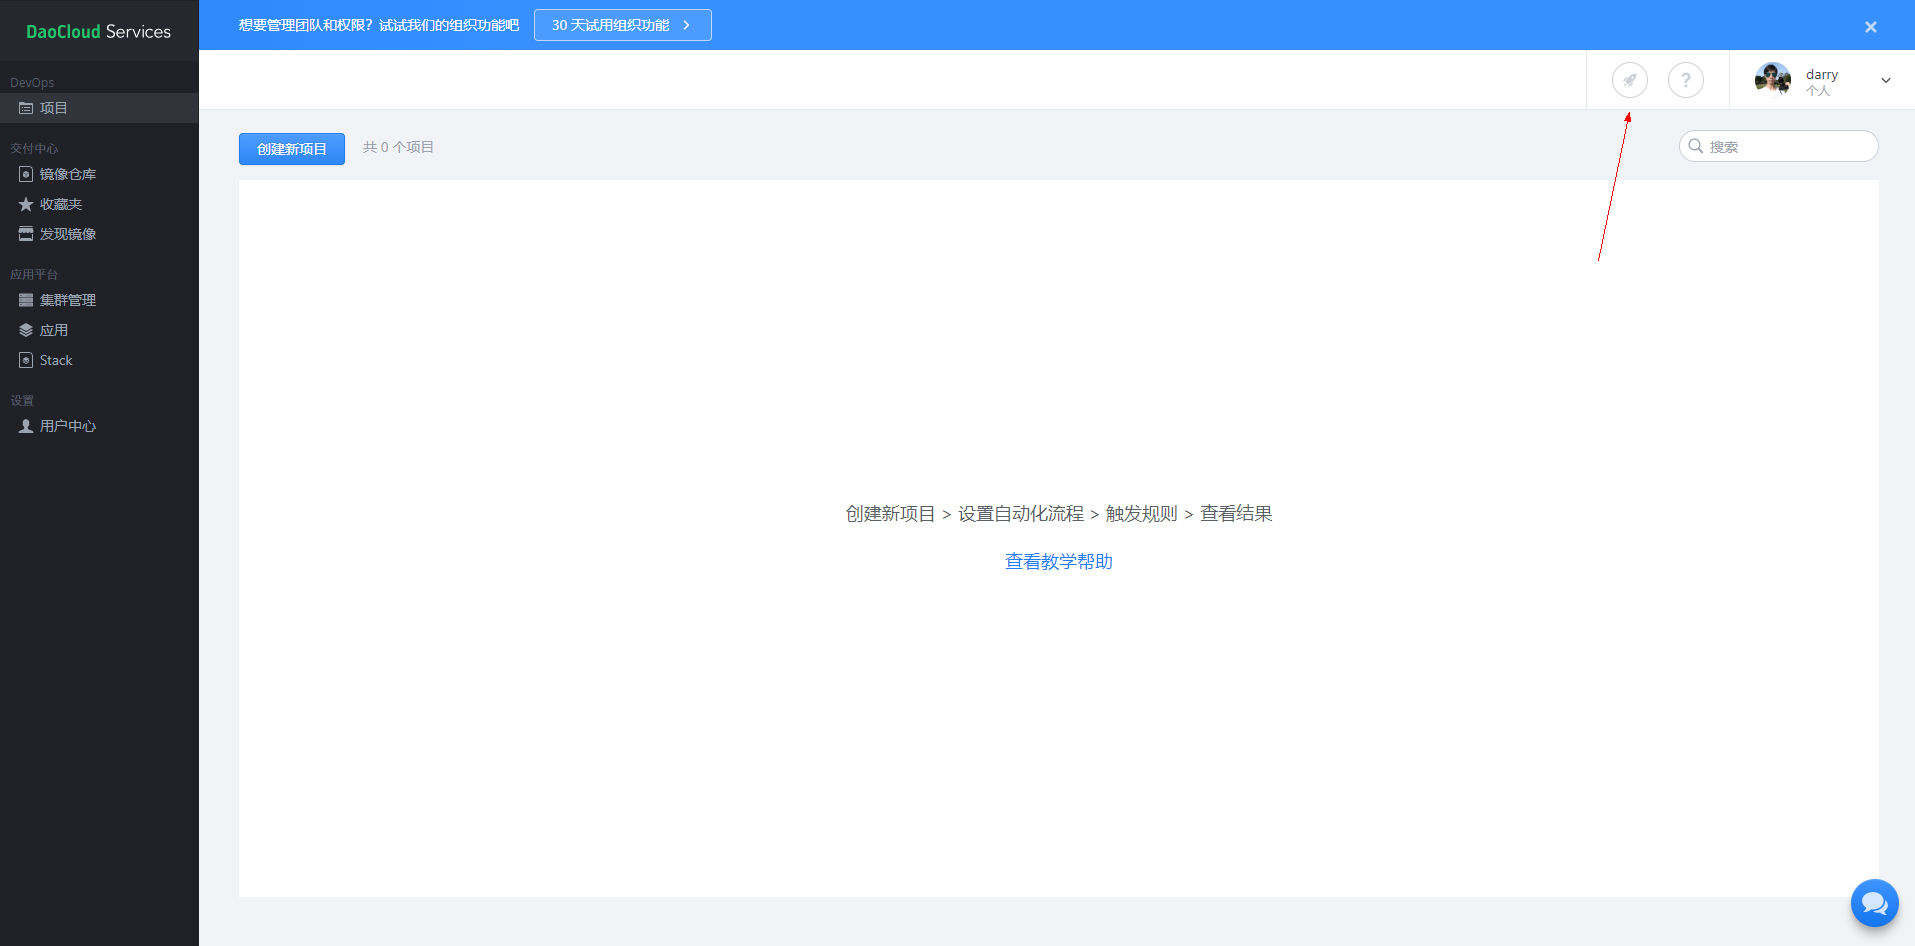 DaoCloud Services
想要管理团队和权限？试试我们的组织功能吧
30 天试用组织功能
darry
个人
DevOps
项目
交付中心
镜像仓库
收藏夹
发现镜像
应用平台
集群管理
应用
Stack
设置
用户中心
创建新项目
共 0 个项目
搜索
创建新项目 > 设置自动化流程 > 触发规则 > 查看结果
查看教学帮助